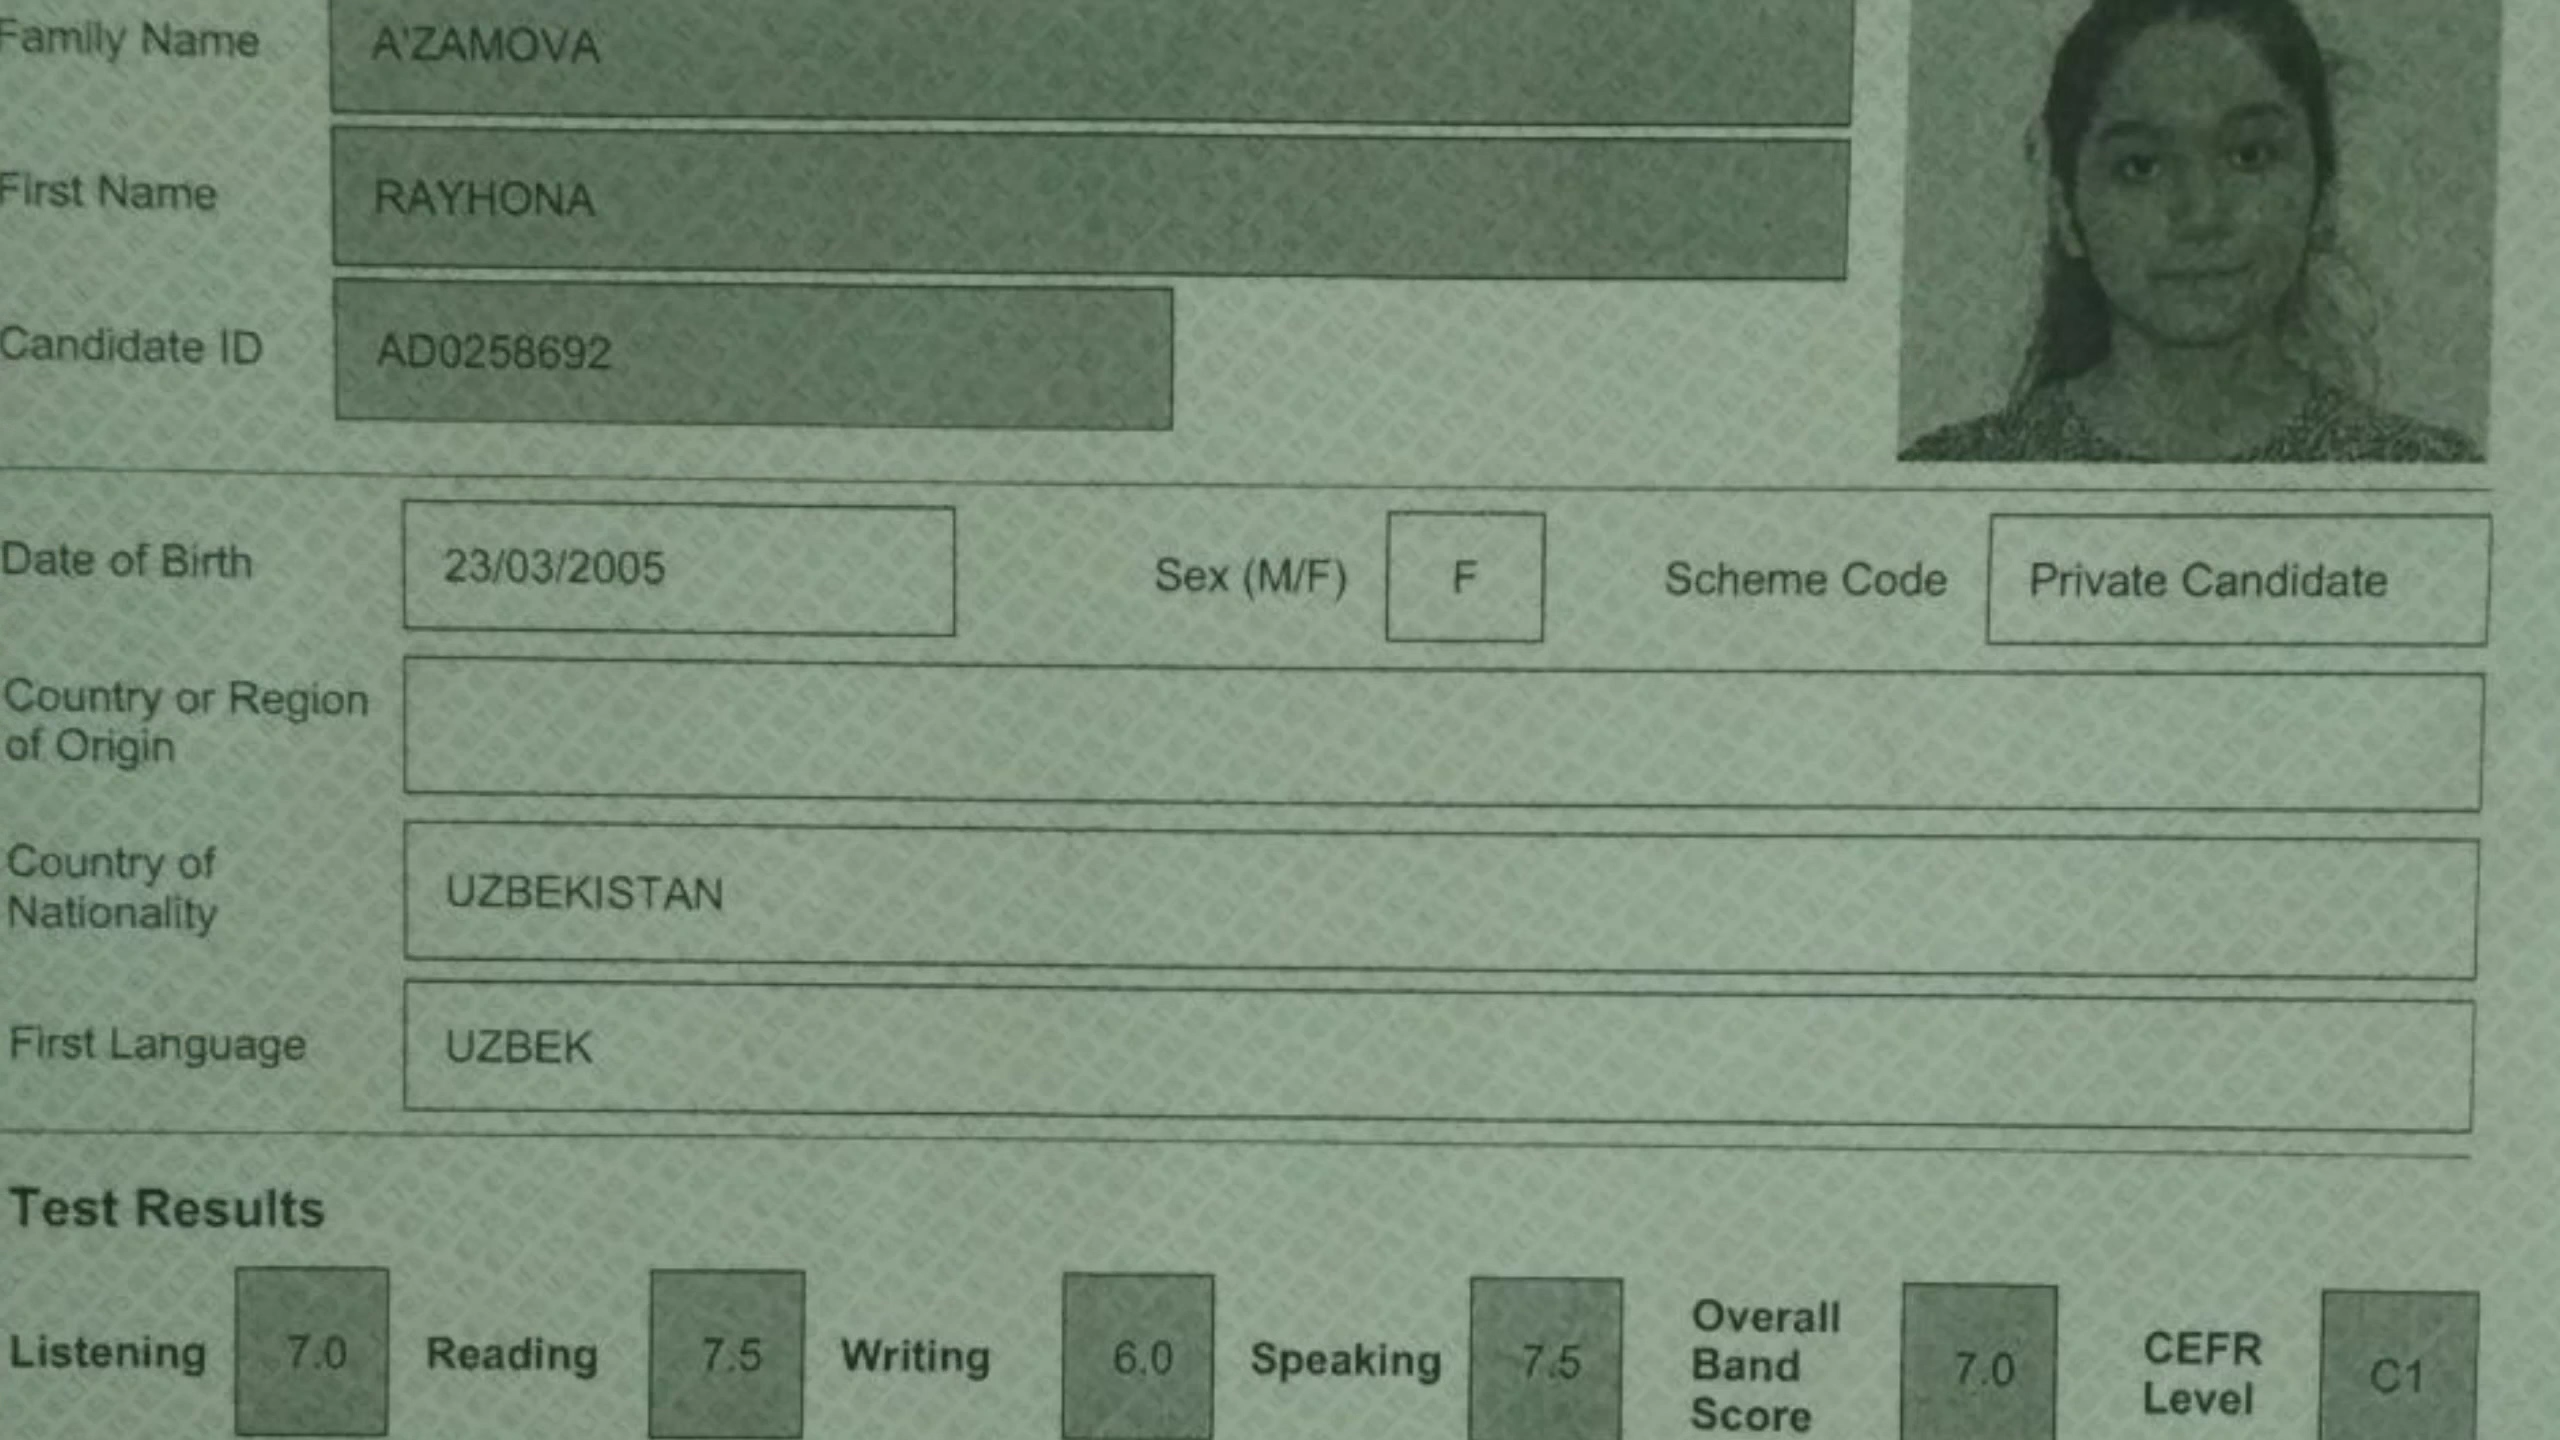 Family Name A'ZAMOVA
First Name RAYHONA
Candidate ID AD0258692
Date of Birth 23/03/2005 Sex (M/F) F Scheme Code Private Candidate
Country or Region
of Origin
Country of
Nationality UZBEKISTAN
First Language UZBEK
Test Results
Listening 7.0 Reading 7.5 Writing 6.0 Speaking 7.5 Overall Band Score 7.0 CEFR Level C1